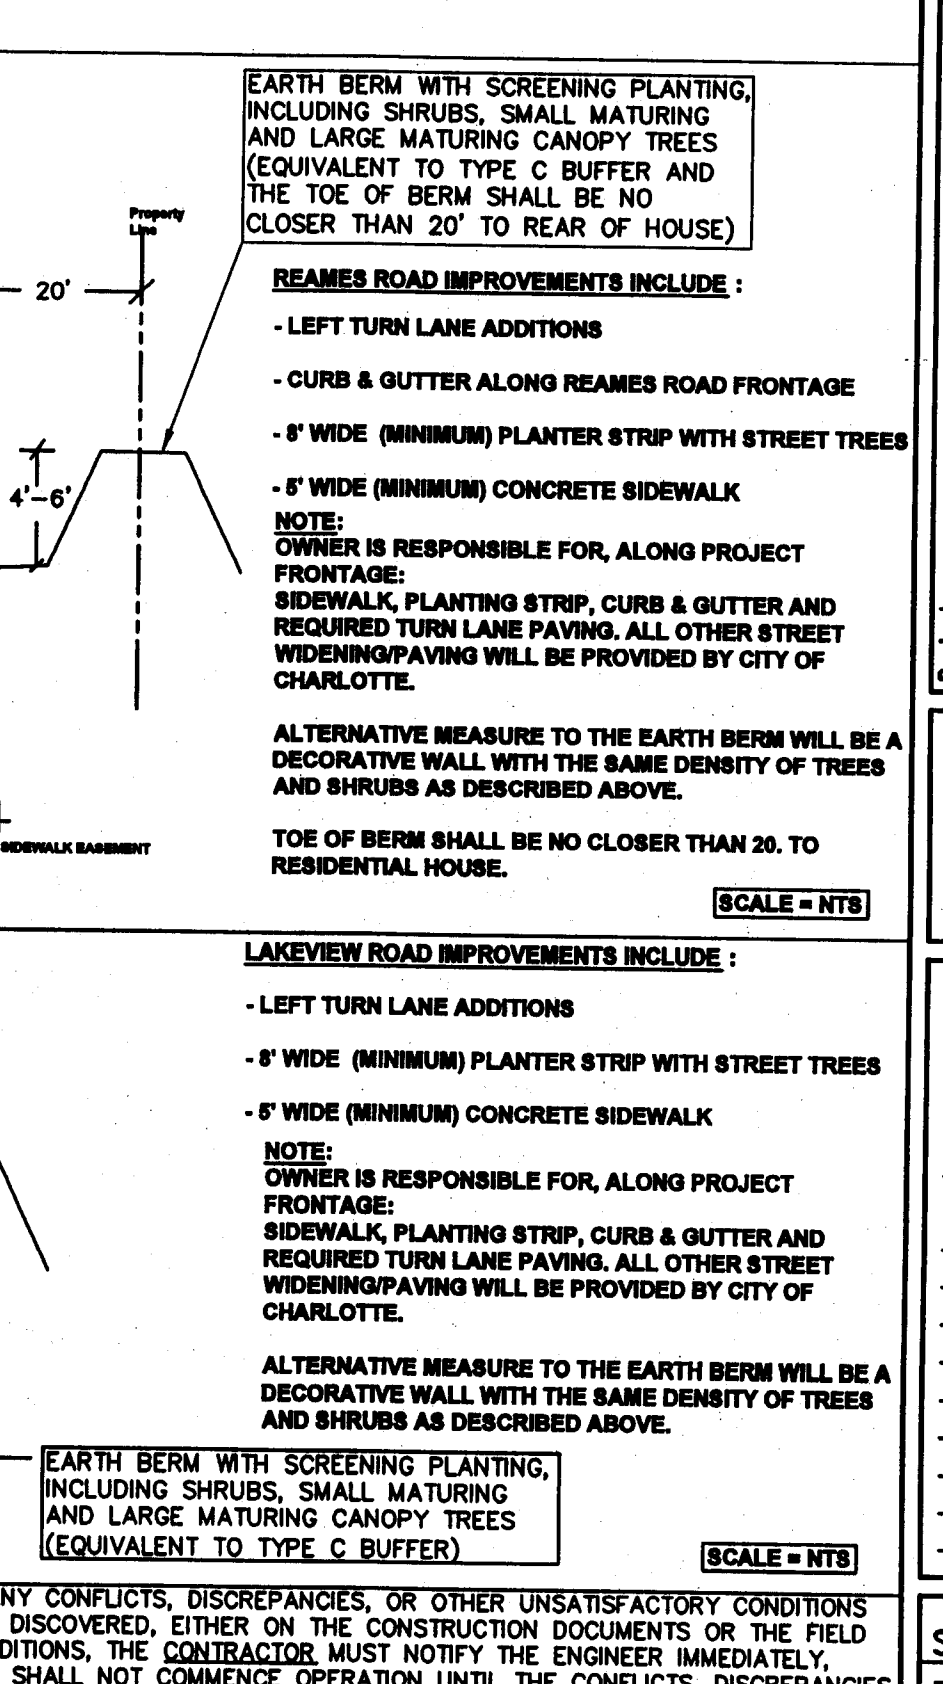 EARTH BERM WITH SCREENING PLANTING,
INCLUDING SHRUBS, SMALL MATURING
AND LARGE MATURING CANOPY TREES
(EQUIVALENT TO TYPE C BUFFER AND
THE TOE OF BERM SHALL BE NO
CLOSER THAN 20' TO REAR OF HOUSE)
Property
Line
20'
4'-6'
REAMES ROAD IMPROVEMENTS INCLUDE :
- LEFT TURN LANE ADDITIONS
- CURB & GUTTER ALONG REAMES ROAD FRONTAGE
- 8' WIDE (MINIMUM) PLANTER STRIP WITH STREET TREES
- 5' WIDE (MINIMUM) CONCRETE SIDEWALK
NOTE:
OWNER IS RESPONSIBLE FOR, ALONG PROJECT
FRONTAGE:
SIDEWALK, PLANTING STRIP, CURB & GUTTER AND
REQUIRED TURN LANE PAVING. ALL OTHER STREET
WIDENING/PAVING WILL BE PROVIDED BY CITY OF
CHARLOTTE.
ALTERNATIVE MEASURE TO THE EARTH BERM WILL BE A
DECORATIVE WALL WITH THE SAME DENSITY OF TREES
AND SHRUBS AS DESCRIBED ABOVE.
SIDEWALK EASEMENT
TOE OF BERM SHALL BE NO CLOSER THAN 20. TO
RESIDENTIAL HOUSE.
SCALE = NTS
LAKEVIEW ROAD IMPROVEMENTS INCLUDE :
- LEFT TURN LANE ADDITIONS
- 8' WIDE (MINIMUM) PLANTER STRIP WITH STREET TREES
- 5' WIDE (MINIMUM) CONCRETE SIDEWALK
NOTE:
OWNER IS RESPONSIBLE FOR, ALONG PROJECT
FRONTAGE:
SIDEWALK, PLANTING STRIP, CURB & GUTTER AND
REQUIRED TURN LANE PAVING. ALL OTHER STREET
WIDENING/PAVING WILL BE PROVIDED BY CITY OF
CHARLOTTE.
ALTERNATIVE MEASURE TO THE EARTH BERM WILL BE A
DECORATIVE WALL WITH THE SAME DENSITY OF TREES
AND SHRUBS AS DESCRIBED ABOVE.
EARTH BERM WITH SCREENING PLANTING,
INCLUDING SHRUBS, SMALL MATURING
AND LARGE MATURING CANOPY TREES
(EQUIVALENT TO TYPE C BUFFER)
SCALE = NTS
NY CONFLICTS, DISCREPANCIES, OR OTHER UNSATISFACTORY CONDITIONS
DISCOVERED, EITHER ON THE CONSTRUCTION DOCUMENTS OR THE FIELD
DITIONS, THE CONTRACTOR MUST NOTIFY THE ENGINEER IMMEDIATELY,
SHALL NOT COMMENCE OPERATION UNTIL THE CONFLICTS, DISCREPANCIES